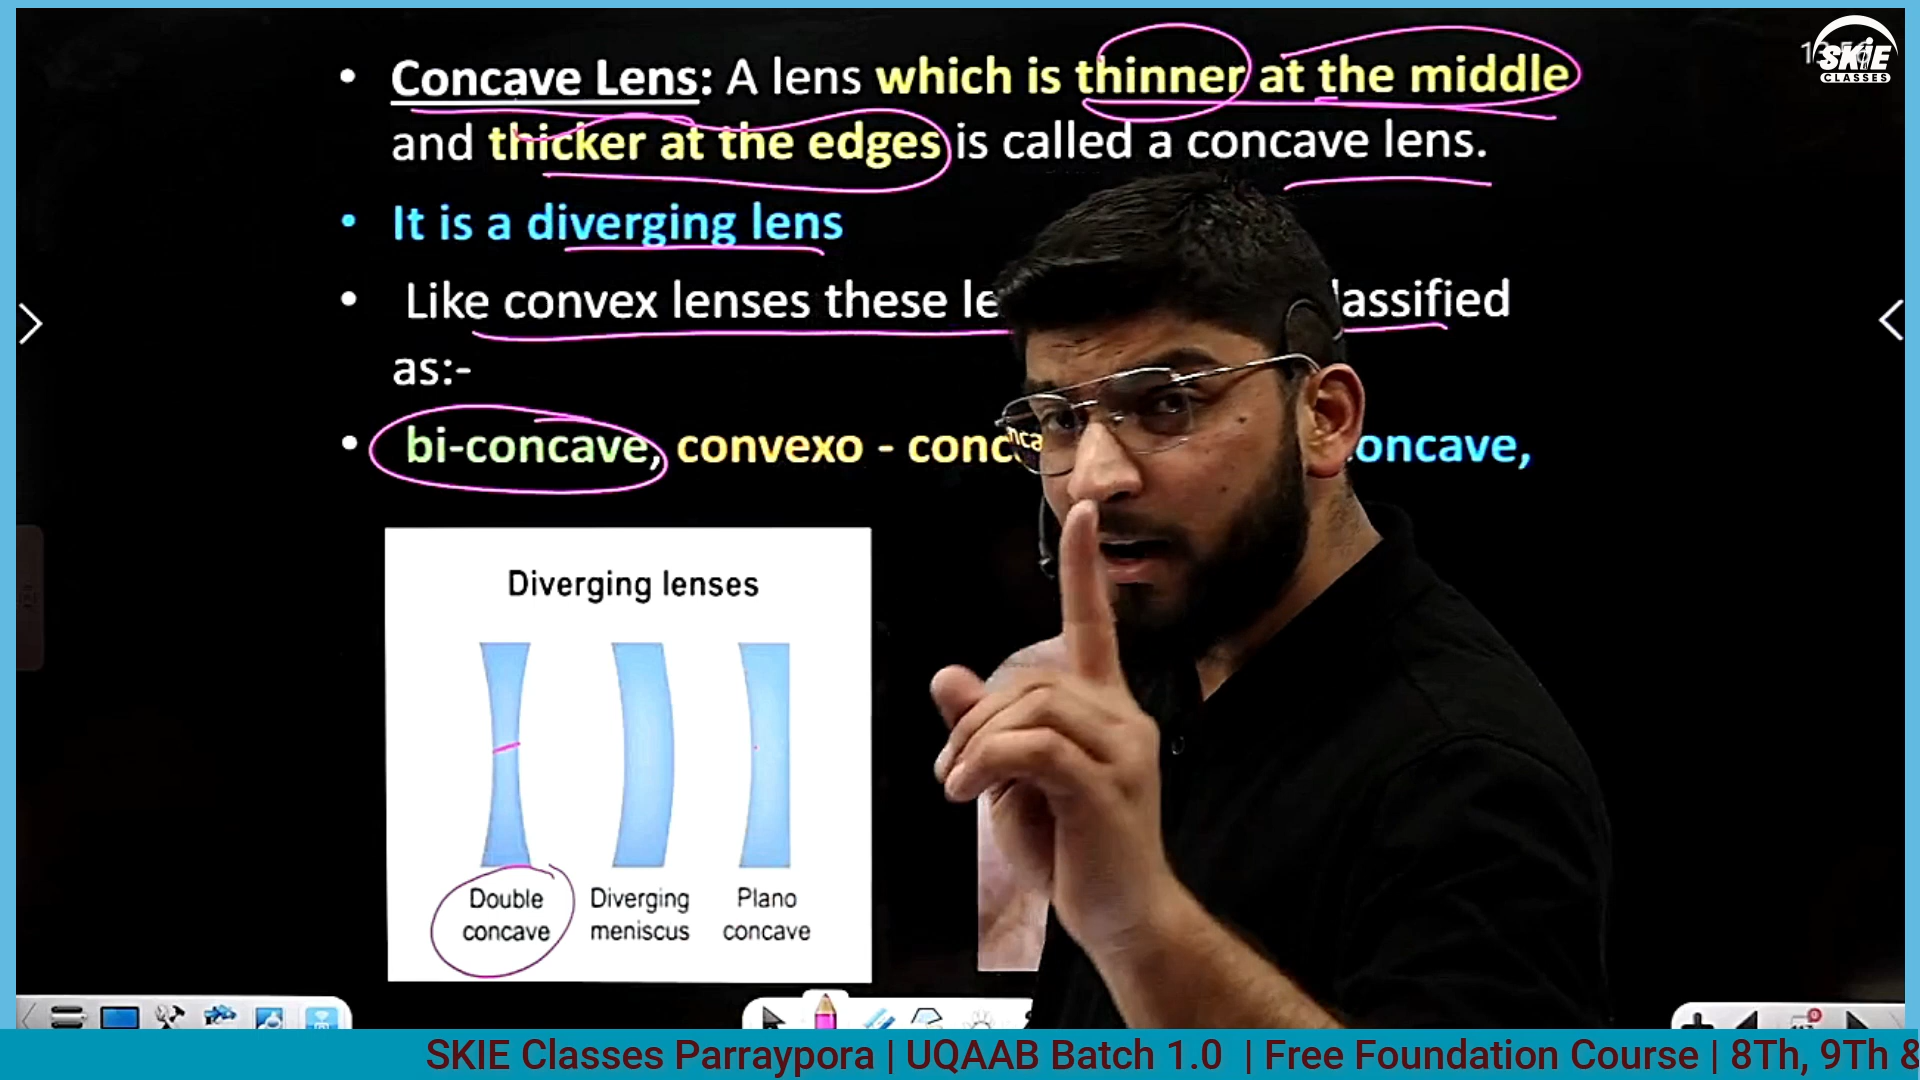 • Concave Lens: A lens which is thinner at the middle
and thicker at the edges is called a concave lens.
• It is a diverging lens
• Like convex lenses these le lassified
as:-
• bi-concave, convexo - conc oncave,
Diverging lenses
Double concave
Diverging meniscus
Plano concave
SKIE
CLASSES
SKIE Classes Parraypora | UQAAB Batch 1.0 | Free Foundation Course | 8Th, 9Th &